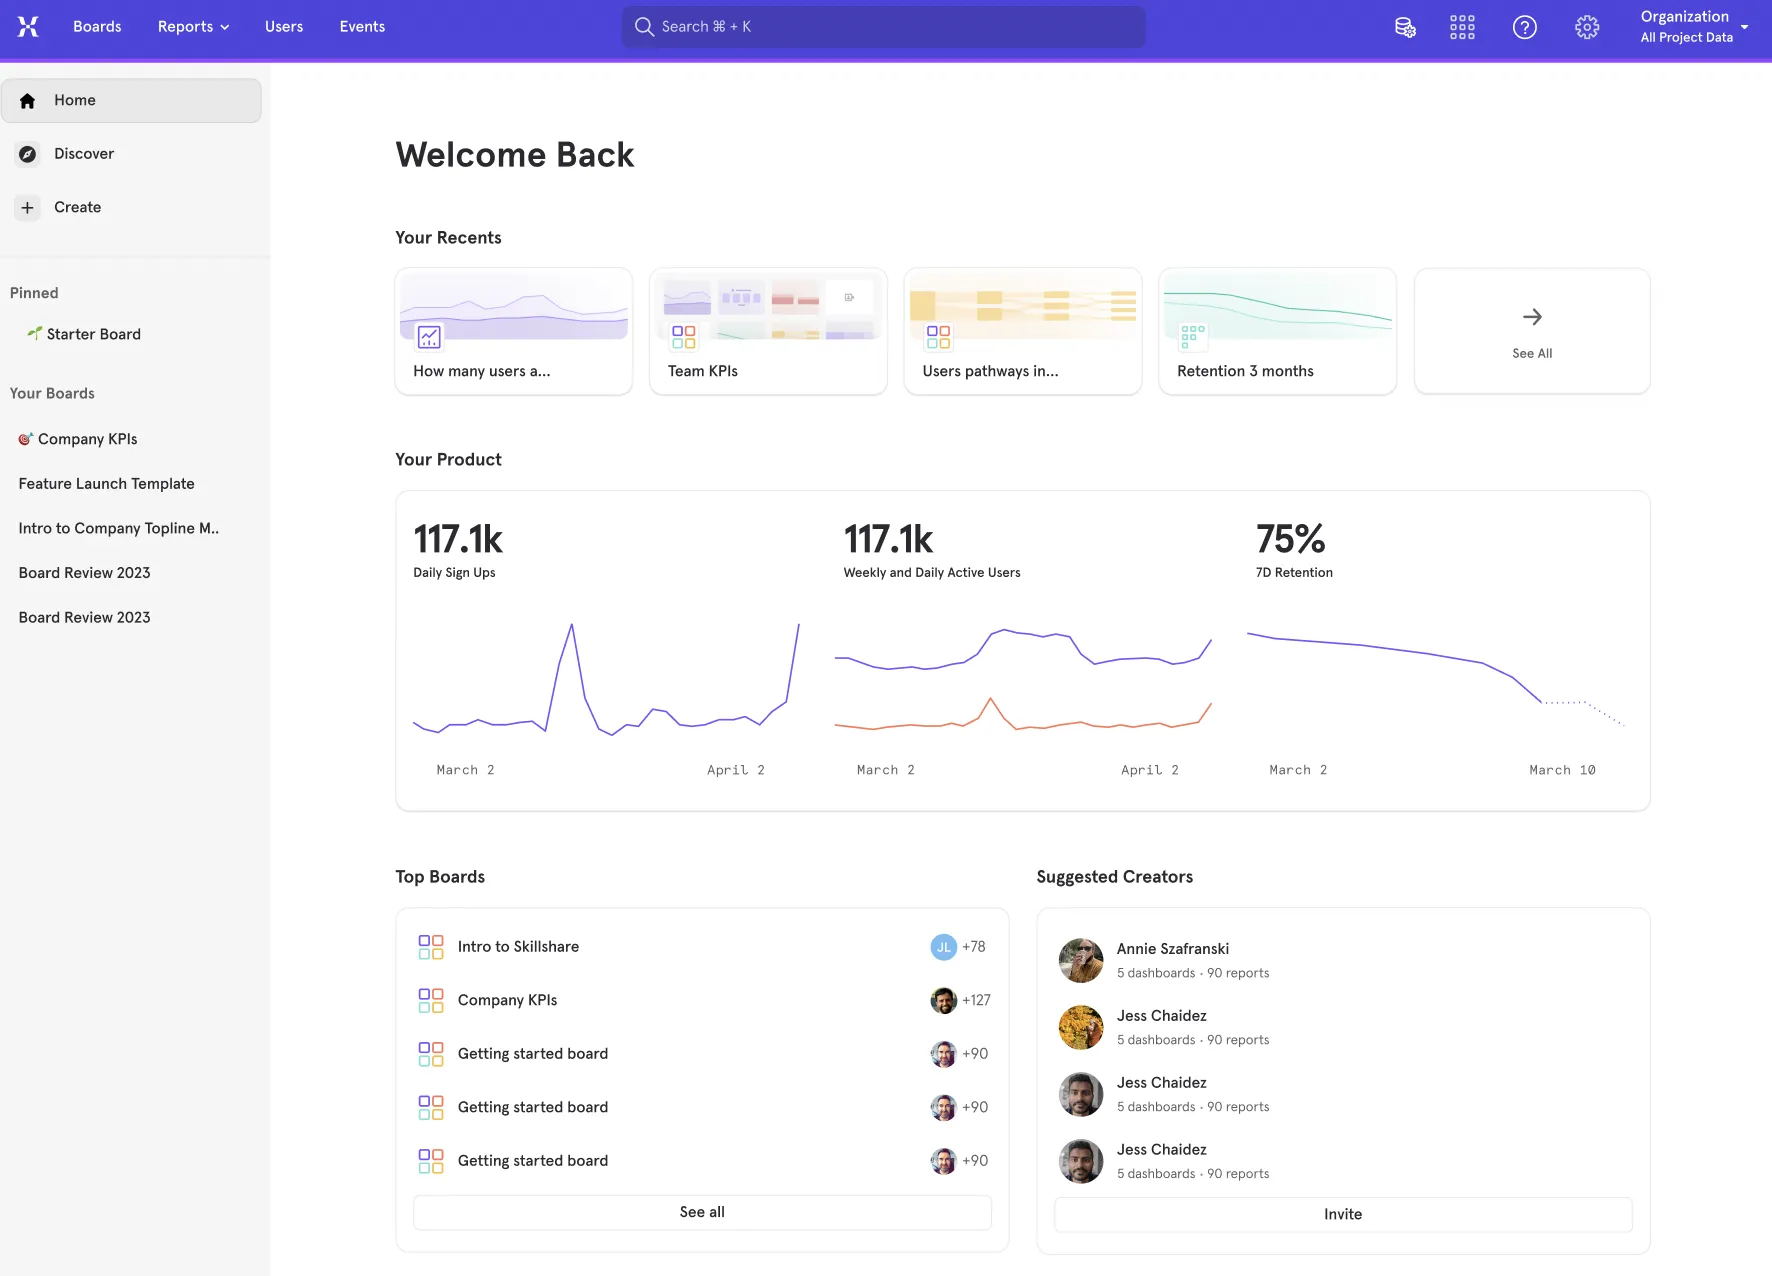 Boards
Reports
Users
Events
Search ⌘ + K
Organization
All Project Data
Home
Discover
Create
Pinned
Starter Board
Your Boards
Company KPIs
Feature Launch Template
Intro to Company Topline M..
Board Review 2023
Board Review 2023
Welcome Back
Your Recents
How many users a...
Team KPIs
Users pathways in...
Retention 3 months
See All
Your Product
117.1k
Daily Sign Ups
March 2
April 2
117.1k
Weekly and Daily Active Users
March 2
April 2
75%
7D Retention
March 2
March 10
Top Boards
Intro to Skillshare
JL +78
Company KPIs
+127
Getting started board
+90
Getting started board
+90
Getting started board
+90
See all
Suggested Creators
Annie Szafranski
5 dashboards · 90 reports
Jess Chaidez
5 dashboards · 90 reports
Jess Chaidez
5 dashboards · 90 reports
Jess Chaidez
5 dashboards · 90 reports
Invite